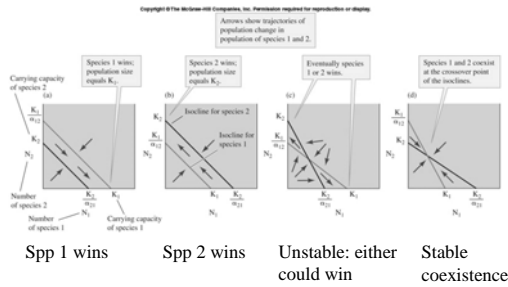 Copyright © The McGraw-Hill Companies, Inc. Permission required for reproduction or display.
Arrows show trajectories of
population change in
population of species 1 and 2.
Species 1 wins;
population size
equals K₁.
Species 2 wins;
population size
equals K₂.
Eventually species
1 or 2 wins.
Species 1 and 2 coexist
at the crossover point
of the isoclines.
Carrying capacity
of species 2
(a)
(b)
(c)
(d)
K₁
α₁₂
K₂
N₂
Number
of species 2
K₂
α₂₁
K₁
N₁
Number
of species 1
Carrying capacity
of species 1
K₂
K₁
α₁₂
N₂
Isocline for species 2
Isocline for
species 1
K₁
K₂
α₂₁
N₁
K₂
K₁
α₁₂
N₂
K₂
α₂₁
K₁
N₁
K₁
α₁₂
K₂
N₂
K₁
K₂
α₂₁
N₁
Spp 1 wins
Spp 2 wins
Unstable: either
could win
Stable
coexistence